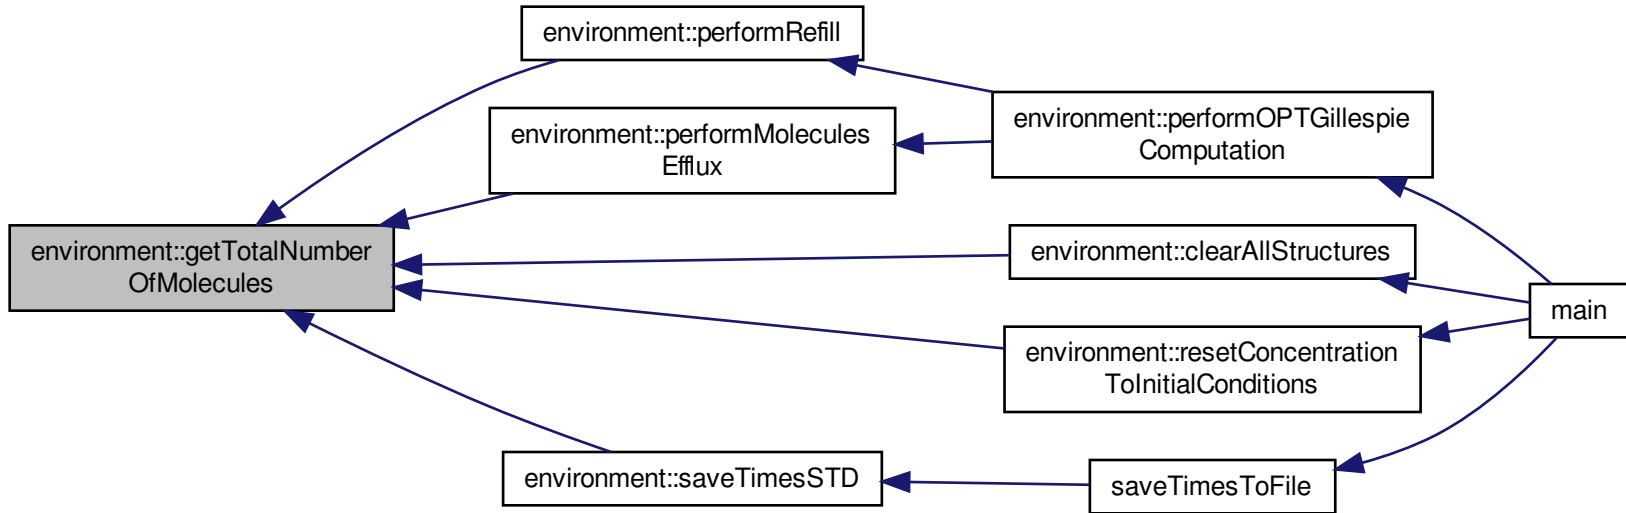 environment::performRefill
environment::performMolecules
Efflux
environment::performOPTGillespie
Computation
environment::getTotalNumber
OfMolecules
environment::clearAllStructures
main
environment::resetConcentration
ToInitialConditions
environment::saveTimesSTD
saveTimesToFile